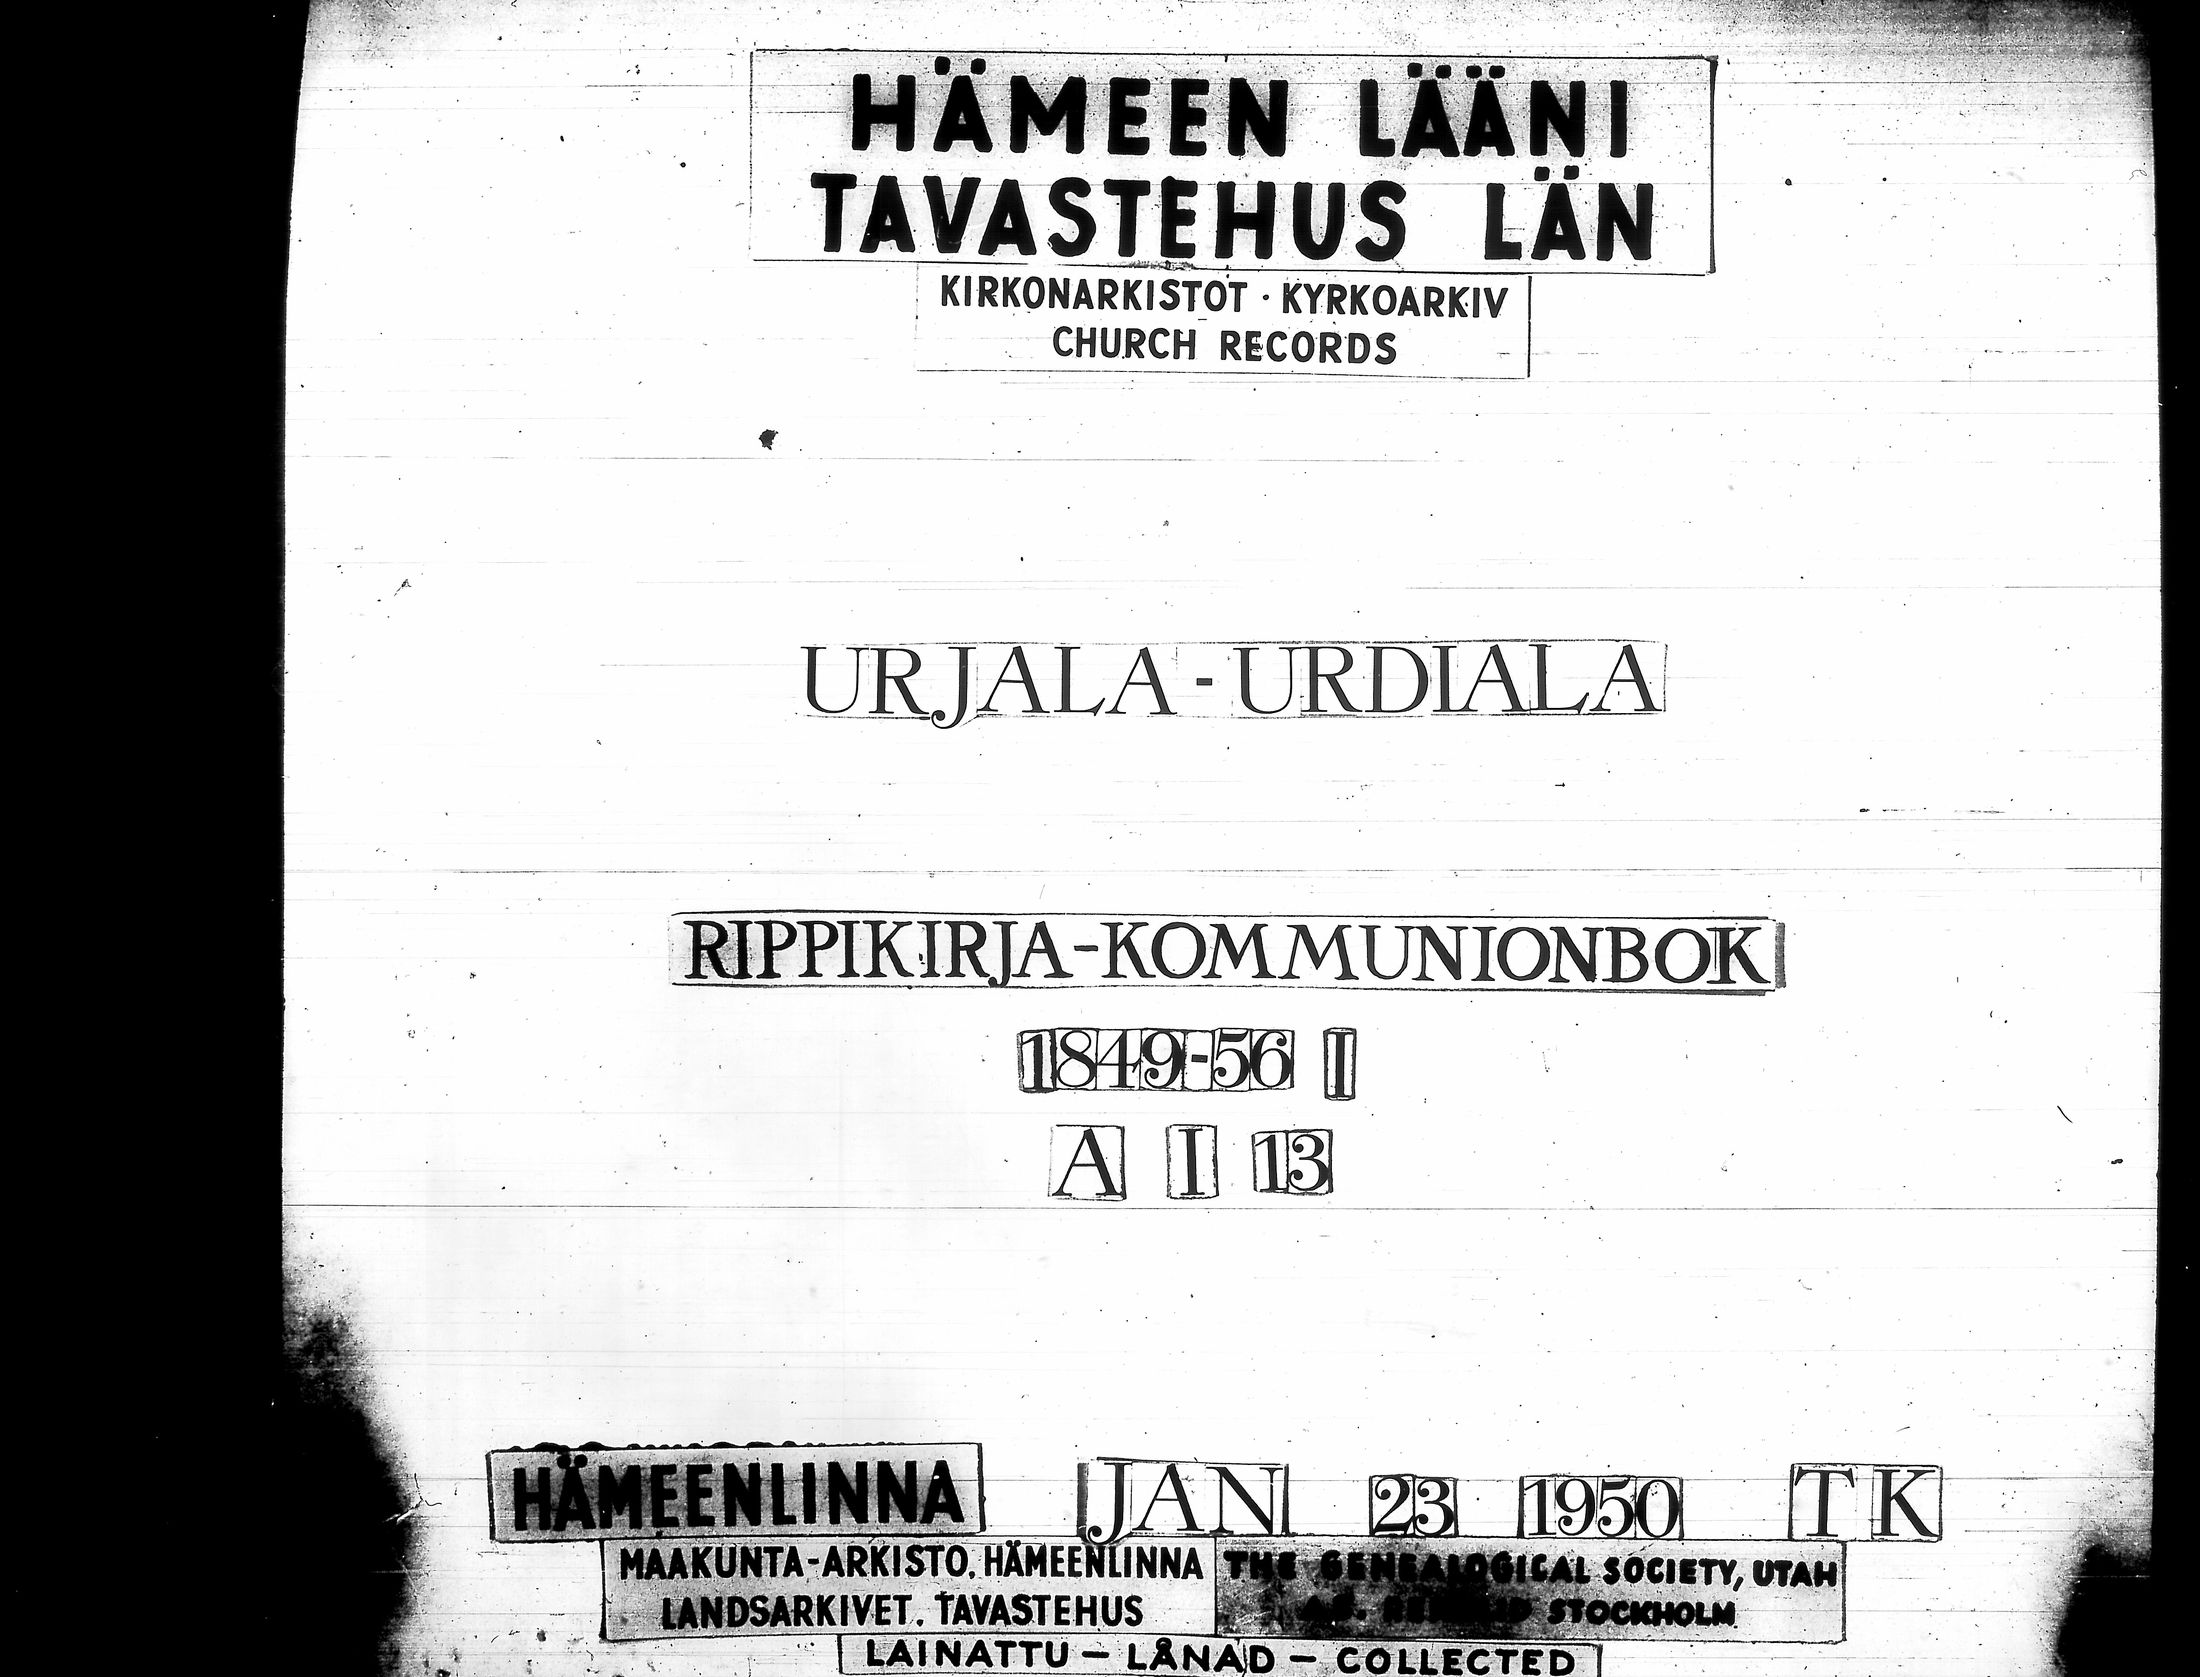 HÄMEEN LÄÄNI
TAVASTEHUS LÄN
KIRKONARKISTOT · KYRKOARKIV
CHURCH RECORDS
URJALA-URDIALA
RIPPIKIRJA-KOMMUNIONBOK
1849-56 I
A I 13
HÄMEENLINNA JAN 23 1950 TK
MAAKUNTA-ARKISTO, HÄMEENLINNA
LANDSARKIVET, TAVASTEHUS
THE GENEALOGICAL SOCIETY, UTAH
STOCKHOLM
LAINATTU — LÅNAD — COLLECTED